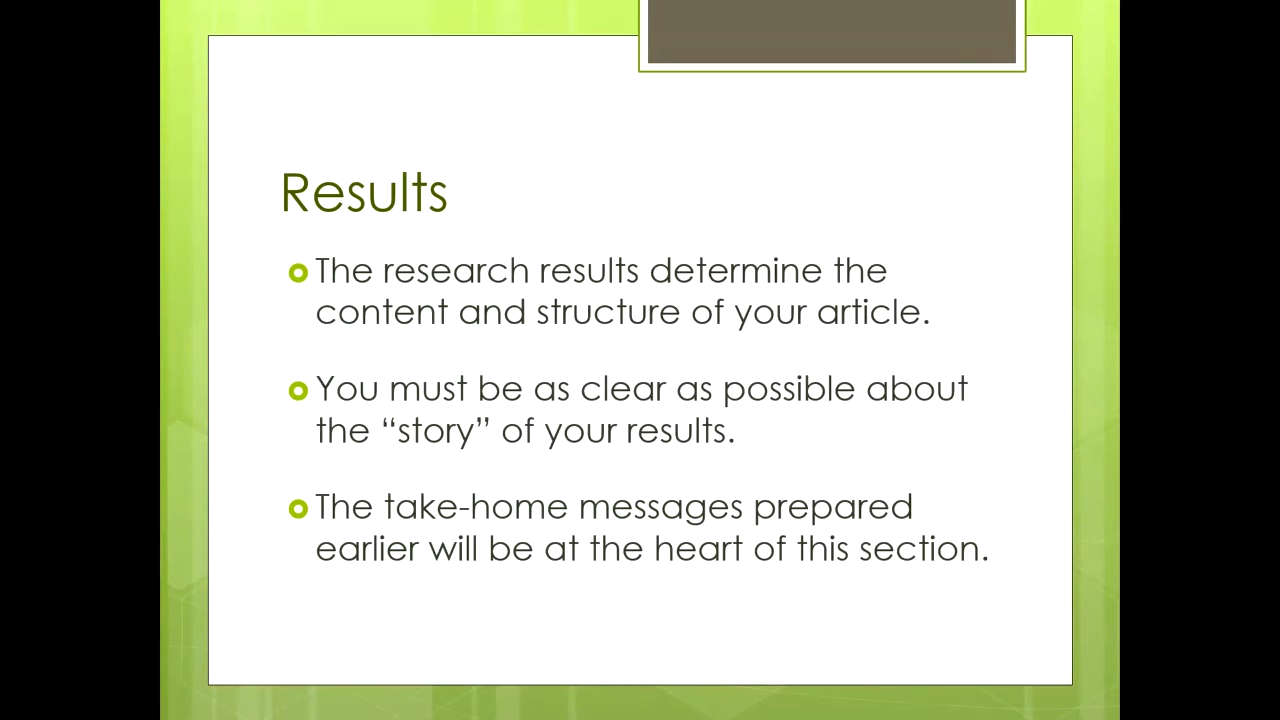 Results
The research results determine the
content and structure of your article.
You must be as clear as possible about
the “story” of your results.
The take-home messages prepared
earlier will be at the heart of this section.